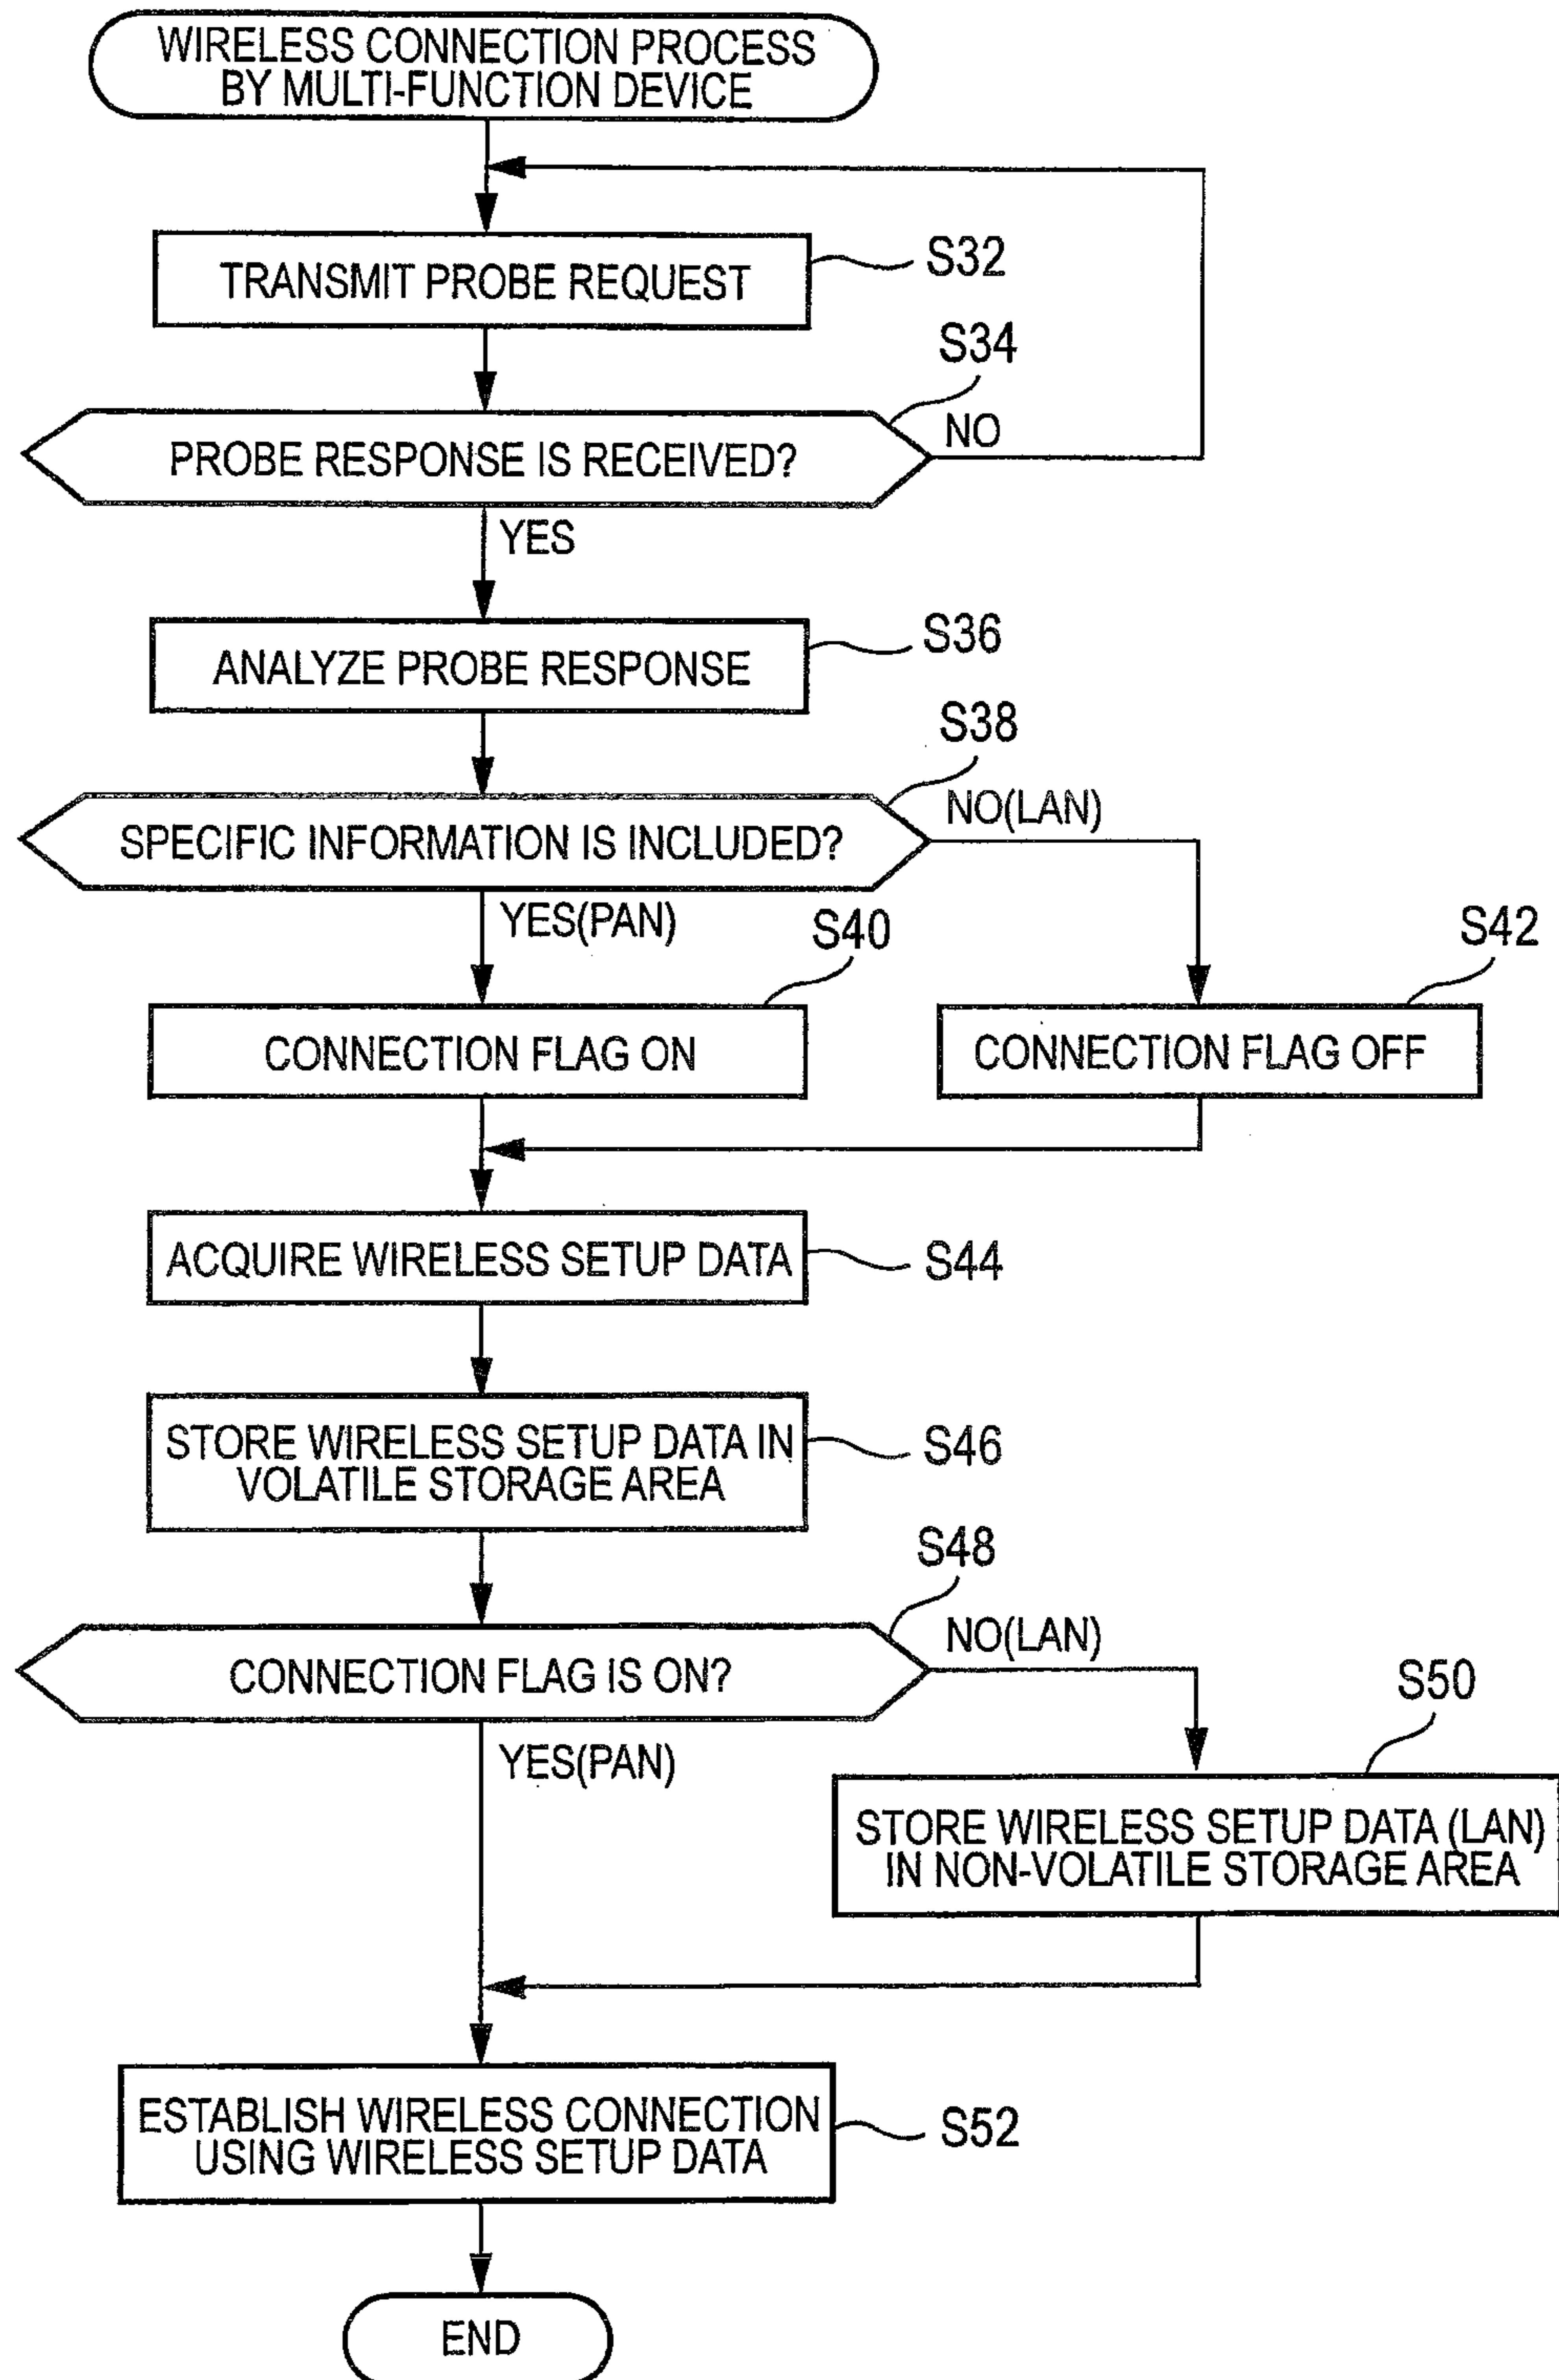 WIRELESS CONNECTION PROCESS
BY MULTI-FUNCTION DEVICE
TRANSMIT PROBE REQUEST
S32
S34
PROBE RESPONSE IS RECEIVED?
NO
YES
ANALYZE PROBE RESPONSE
S36
S38
SPECIFIC INFORMATION IS INCLUDED?
NO(LAN)
YES(PAN)
S40
S42
CONNECTION FLAG ON
CONNECTION FLAG OFF
ACQUIRE WIRELESS SETUP DATA
S44
STORE WIRELESS SETUP DATA IN
VOLATILE STORAGE AREA
S46
S48
CONNECTION FLAG IS ON?
NO(LAN)
YES(PAN)
S50
STORE WIRELESS SETUP DATA (LAN)
IN NON-VOLATILE STORAGE AREA
ESTABLISH WIRELESS CONNECTION
USING WIRELESS SETUP DATA
S52
END